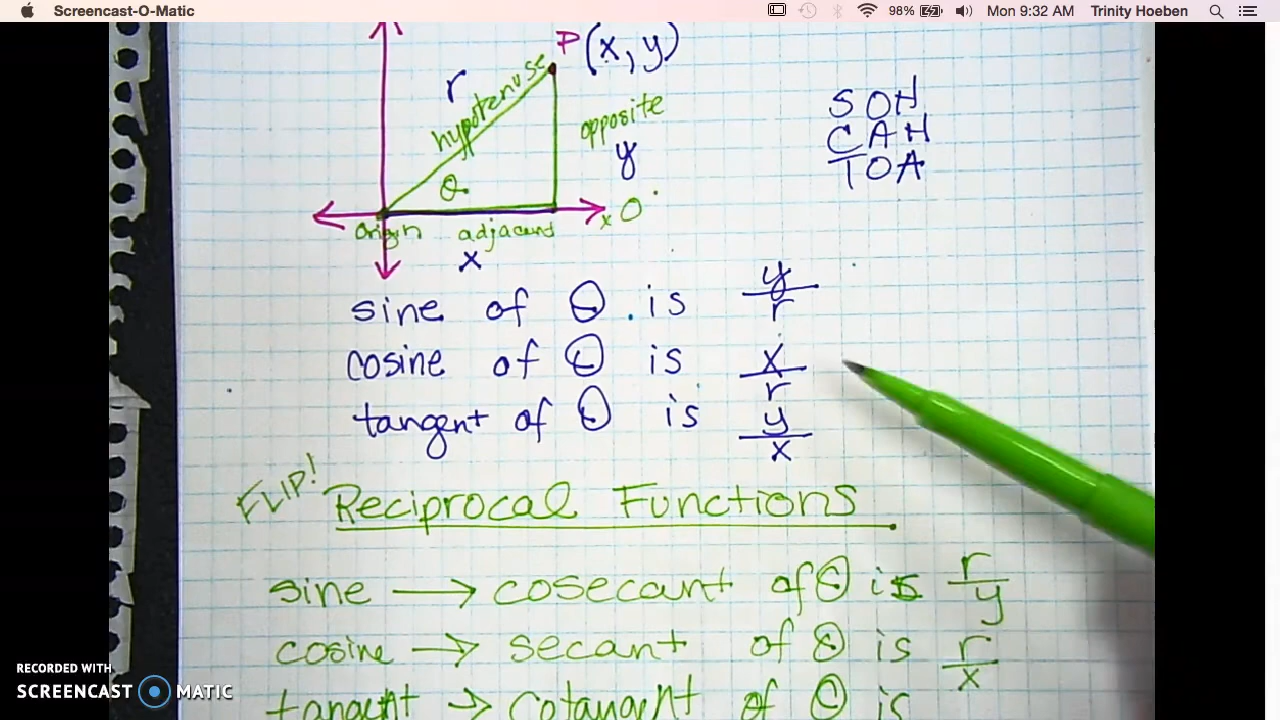 Screencast-O-Matic 98% Mon 9:32 AM Trinity Hoeben
P(x, y)
r
hypotenuse
opposite
y
θ
SOH
CAH
TOA
x 0
origin adjacent
x
sine of θ is y/r
cosine of θ is x/r
tangent of θ is y/x
FLIP!
Reciprocal Functions
sine → cosecant of θ is r/y
cosine → secant of θ is r/x
tangent → cotangent of θ is
RECORDED WITH
SCREENCAST-O-MATIC